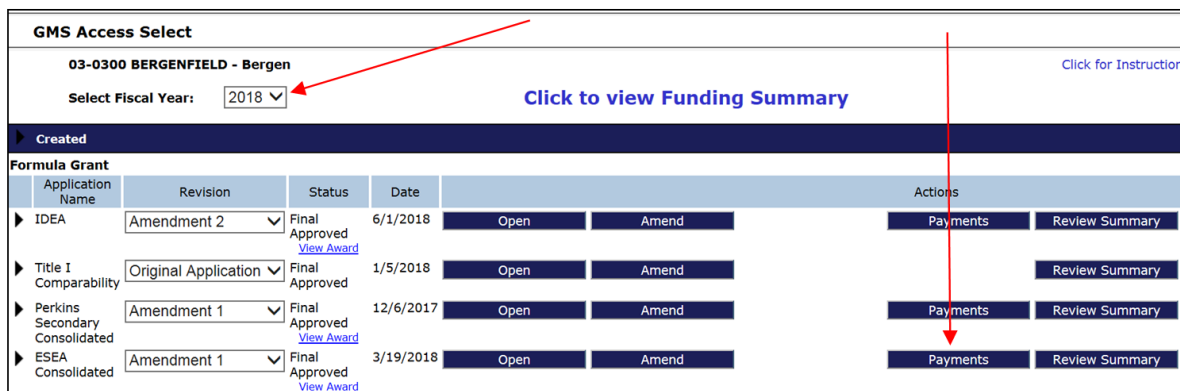 GMS Access Select
03-0300 BERGENFIELD - Bergen
Click for Instruction
Select Fiscal Year: 2018
Click to view Funding Summary
Created
Formula Grant
Application Name Revision Status Date Actions
IDEA Amendment 2 Final Approved View Award 6/1/2018 Open Amend Payments Review Summary
Title I Comparability Original Application Final Approved 1/5/2018 Open Amend Review Summary
Perkins Secondary Consolidated Amendment 1 Final Approved View Award 12/6/2017 Open Amend Payments Review Summary
ESEA Consolidated Amendment 1 Final Approved View Award 3/19/2018 Open Amend Payments Review Summary